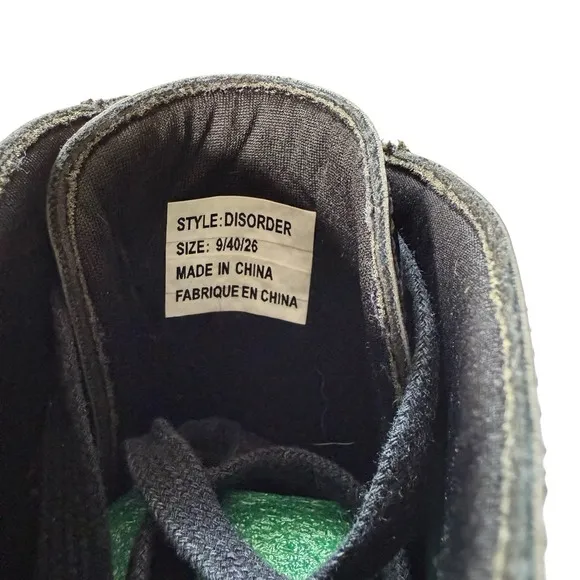 STYLE: DISORDER
SIZE: 9/40/26
MADE IN CHINA
FABRIQUE EN CHINA